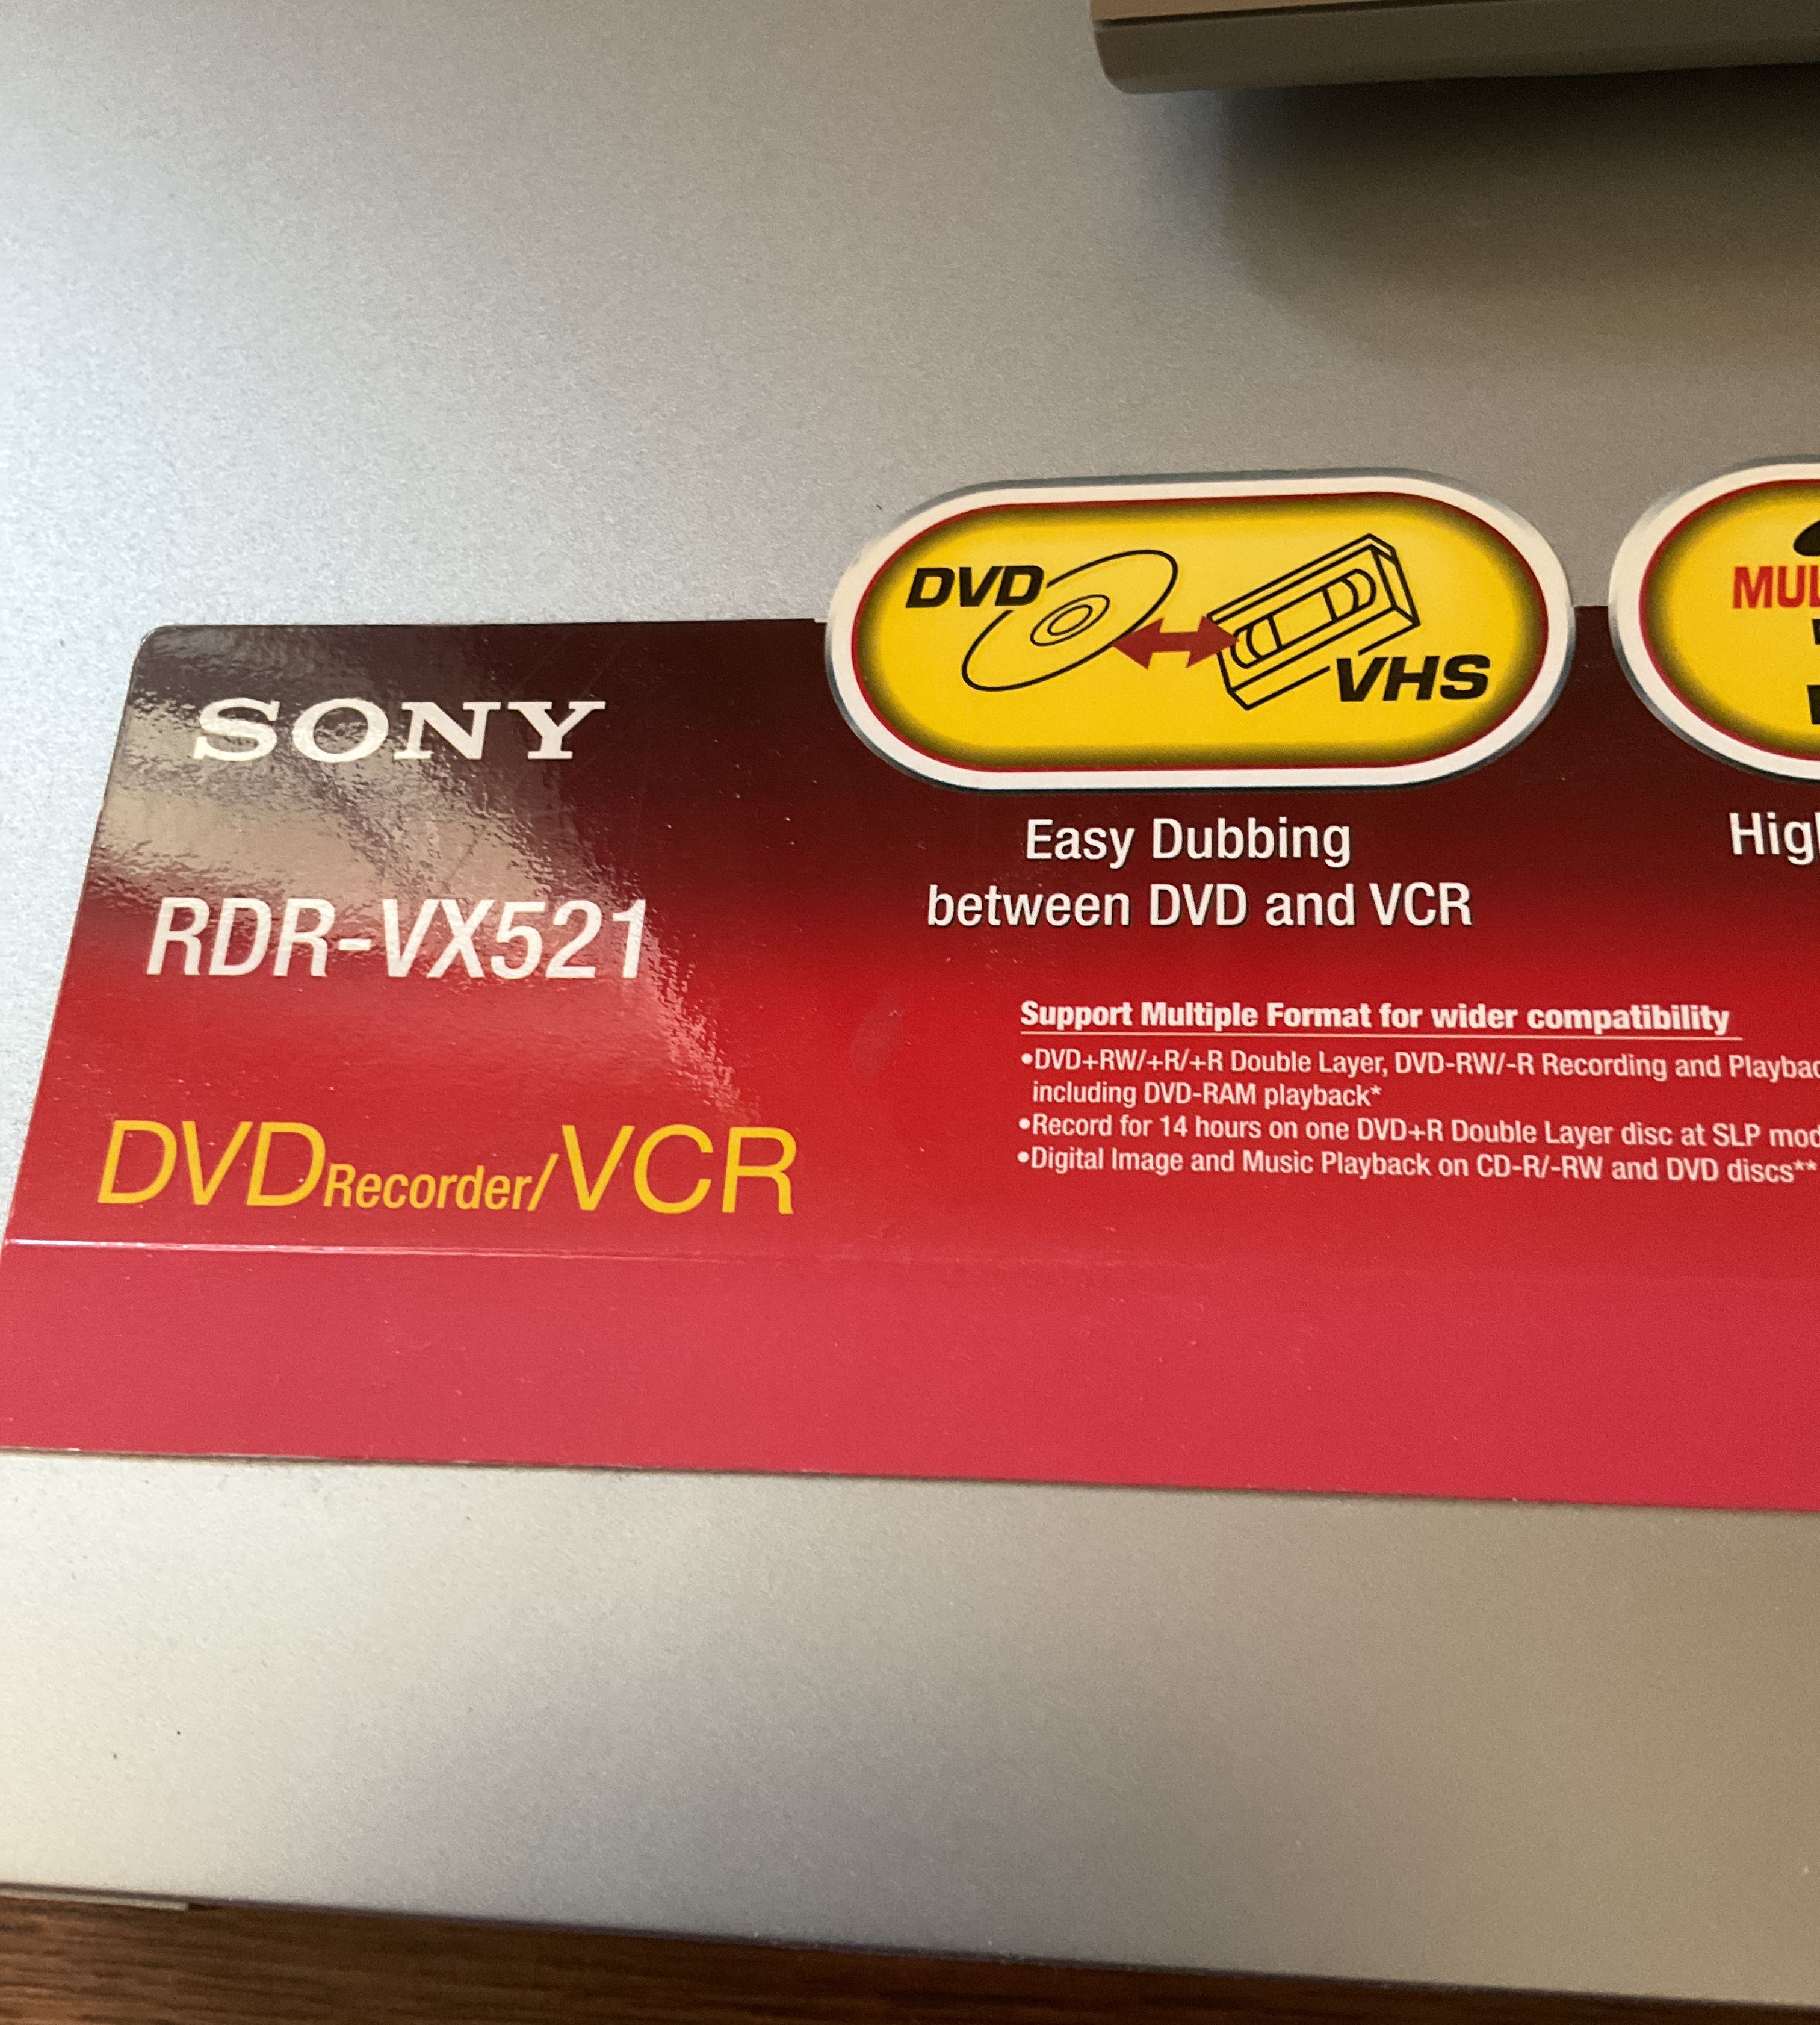 SONY
RDR-VX521
DVDRecorder/VCR
DVD
VHS
Easy Dubbing
between DVD and VCR
Support Multiple Format for wider compatibility
•DVD+RW/+R/+R Double Layer, DVD-RW/-R Recording and
including DVD-RAM playback*
•Record for 14 hours on one DVD+R Double Layer disc at SLP
•Digital Image and Music Playback on CD-R/-RW and DVD discs**